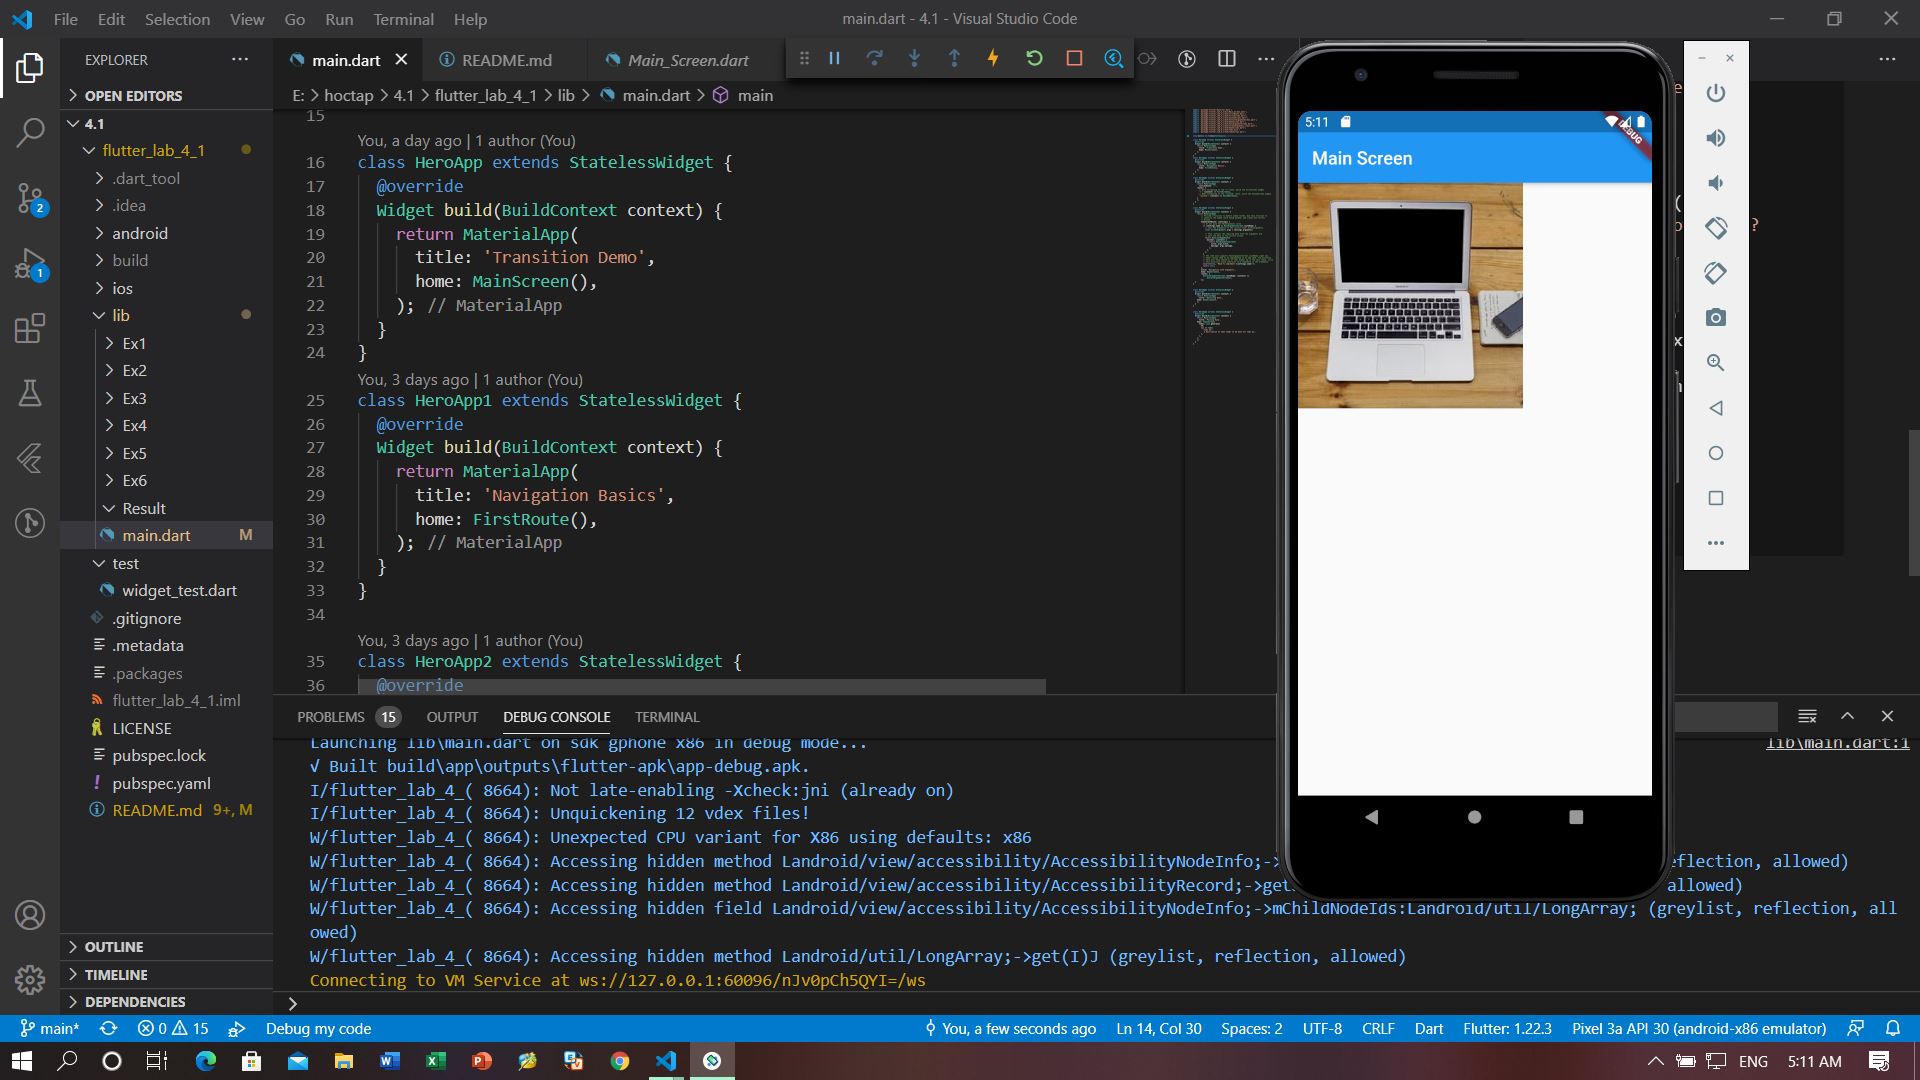 File Edit Selection View Go Run Terminal Help
main.dart - 4.1 - Visual Studio Code
EXPLORER
main.dart
README.md
Main_Screen.dart
OPEN EDITORS
E: > hoctap > 4.1 > flutter_lab_4_1 > lib > main.dart > main
4.1
flutter_lab_4_1
.dart_tool
.idea
android
build
ios
lib
Ex1
Ex2
Ex3
Ex4
Ex5
Ex6
Result
main.dart M
test
widget_test.dart
.gitignore
.metadata
.packages
flutter_lab_4_1.iml
LICENSE
pubspec.lock
pubspec.yaml
README.md 9+, M
OUTLINE
TIMELINE
DEPENDENCIES
2
1
15
You, a day ago | 1 author (You)
16 class HeroApp extends StatelessWidget {
17 @override
18 Widget build(BuildContext context) {
19 return MaterialApp(
20 title: 'Transition Demo',
21 home: MainScreen(),
22 ); // MaterialApp
23 }
24 }
You, 3 days ago | 1 author (You)
25 class HeroApp1 extends StatelessWidget {
26 @override
27 Widget build(BuildContext context) {
28 return MaterialApp(
29 title: 'Navigation Basics',
30 home: FirstRoute(),
31 ); // MaterialApp
32 }
33 }
34
You, 3 days ago | 1 author (You)
35 class HeroApp2 extends StatelessWidget {
36 @override
5:11
DEBUG
Main Screen
PROBLEMS 15 OUTPUT DEBUG CONSOLE TERMINAL
Launching lib\main.dart on sdk gphone x86 in debug mode...
lib\main.dart:1
√ Built build\app\outputs\flutter-apk\app-debug.apk.
I/flutter_lab_4_( 8664): Not late-enabling -Xcheck:jni (already on)
I/flutter_lab_4_( 8664): Unquickening 12 vdex files!
W/flutter_lab_4_( 8664): Unexpected CPU variant for X86 using defaults: x86
W/flutter_lab_4_( 8664): Accessing hidden method Landroid/view/accessibility/AccessibilityNodeInfo;-> eflection, allowed)
W/flutter_lab_4_( 8664): Accessing hidden method Landroid/view/accessibility/AccessibilityRecord;->get allowed)
W/flutter_lab_4_( 8664): Accessing hidden field Landroid/view/accessibility/AccessibilityNodeInfo;->mChildNodeIds:Landroid/util/LongArray; (greylist, reflection, all
owed)
W/flutter_lab_4_( 8664): Accessing hidden method Landroid/util/LongArray;->get(I)J (greylist, reflection, allowed)
Connecting to VM Service at ws://127.0.0.1:60096/nJv0pCh5QYI=/ws
>
main* 0 15 Debug my code
You, a few seconds ago Ln 14, Col 30 Spaces: 2 UTF-8 CRLF Dart Flutter: 1.22.3 Pixel 3a API 30 (android-x86 emulator)
ENG 5:11 AM